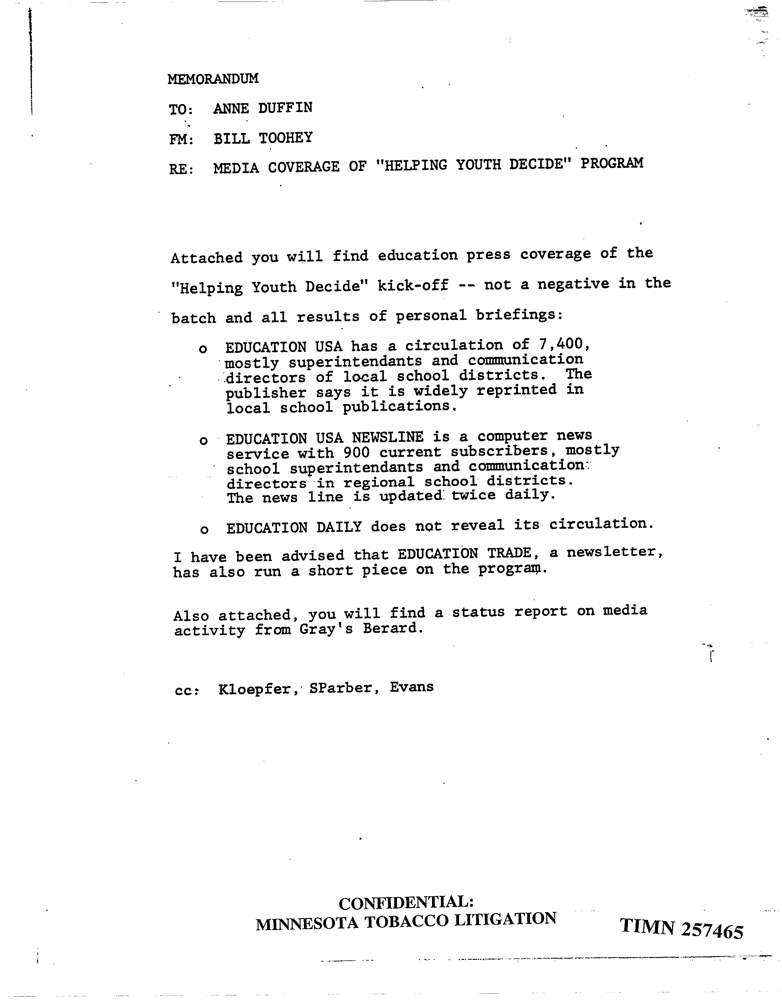 MEMORANDUM
TO: ANNE DUFFIN
FM: BILL TOOHEY
RE: MEDIA COVERAGE OF "HELPING YOUTH DECIDE" PROGRAM
Attached you will find education press coverage of the
"Helping Youth Decide" kick-off -- not a negative in the
batch and all results of personal briefings:
o EDUCATION USA has a circulation of 7,400,
mostly superintendants and communication
directors of local school districts. The
publisher says it is widely reprinted in
local school publications.
o EDUCATION USA NEWSLINE is a computer news
service with 900 current subscribers, mostly
school superintendants and communication
directors in regional school districts.
The news line is updated twice daily.
o EDUCATION DAILY does not reveal its circulation.
I have been advised that EDUCATION TRADE, a newsletter,
has also run a short piece on the program.
Also attached, you will find a status report on media
activity from Gray's Berard.
cc: Kloepfer, SParber, Evans
CONFIDENTIAL:
MINNESOTA TOBACCO LITIGATION
TIMN 257465